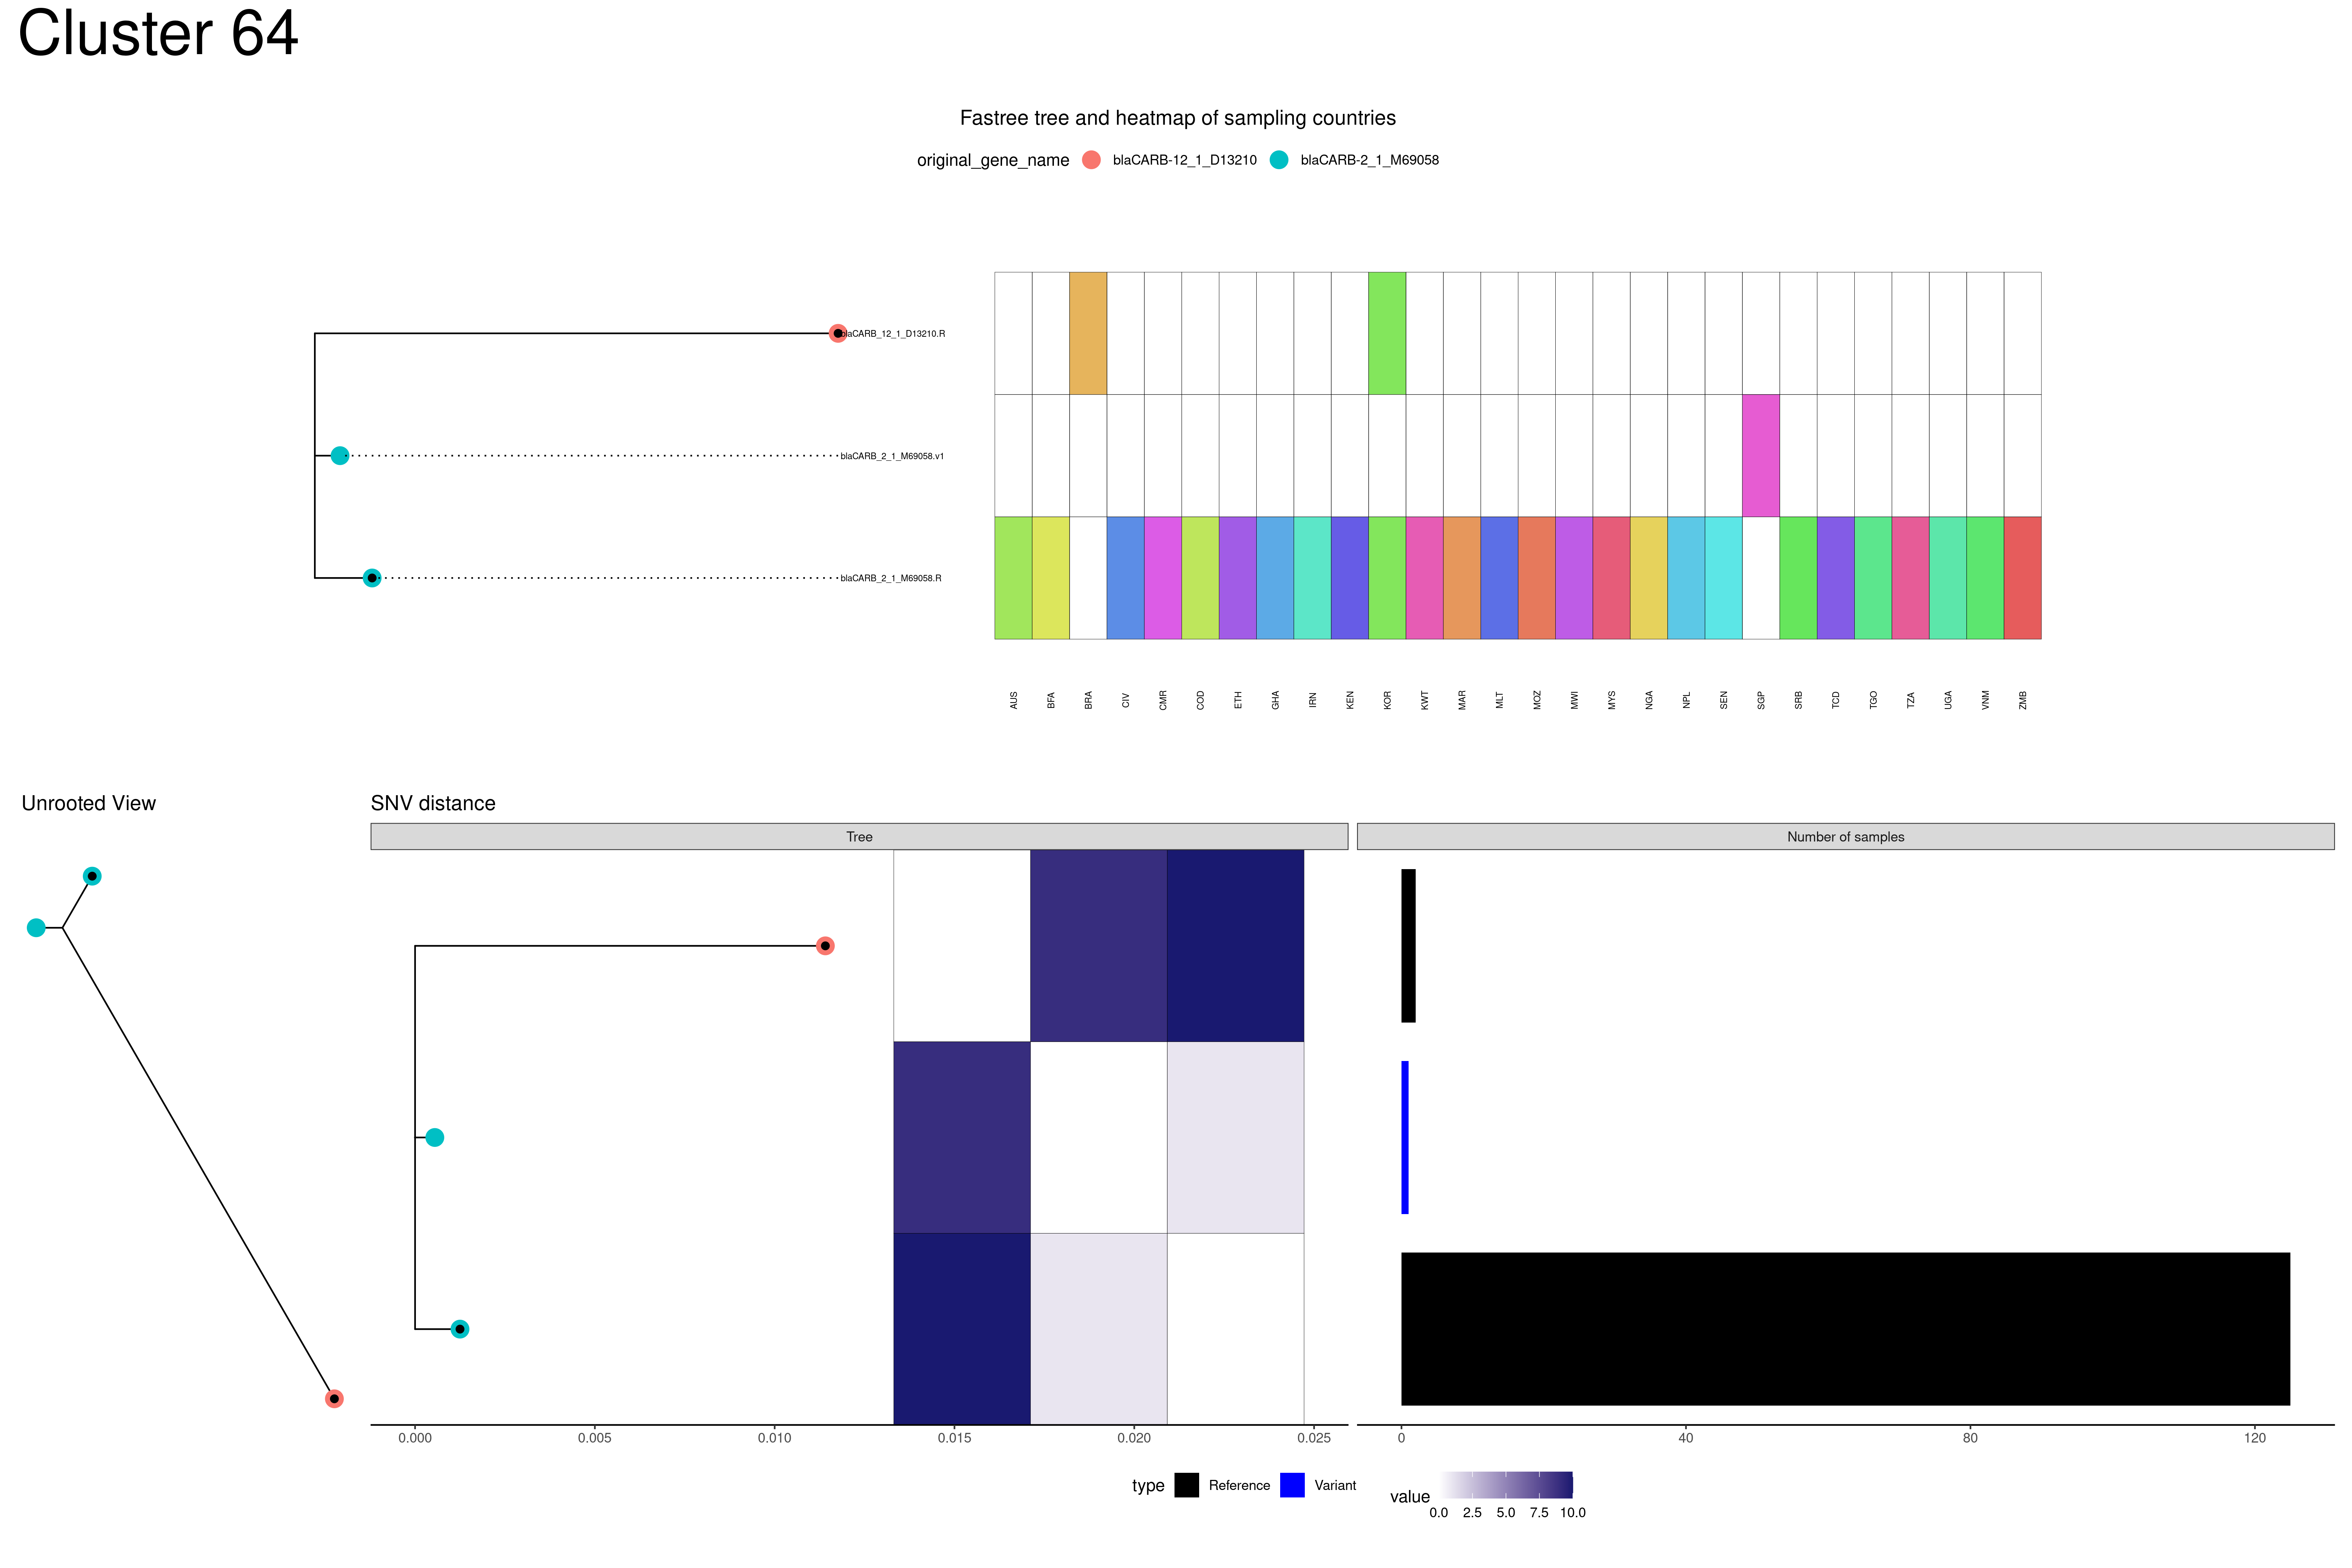 Cluster 64
Fastree tree and heatmap of sampling countries
original_gene_name blaCARB-12_1_D13210 blaCARB-2_1_M69058
blaCARB_12_1_D13210.R
blaCARB_2_1_M69058.v1
blaCARB_2_1_M69058.R
AUS BFA BRA CIV CMR COD ETH GHA IRN KEN KOR KWT MAR MLT MOZ MWI MYS NGA NPL SEN SGP SRB TCD TGO TZA UGA VNM ZMB
Unrooted View
SNV distance
Tree
Number of samples
0.000 0.005 0.010 0.015 0.020 0.025
0 40 80 120
type Reference Variant
value
0.0 2.5 5.0 7.5 10.0